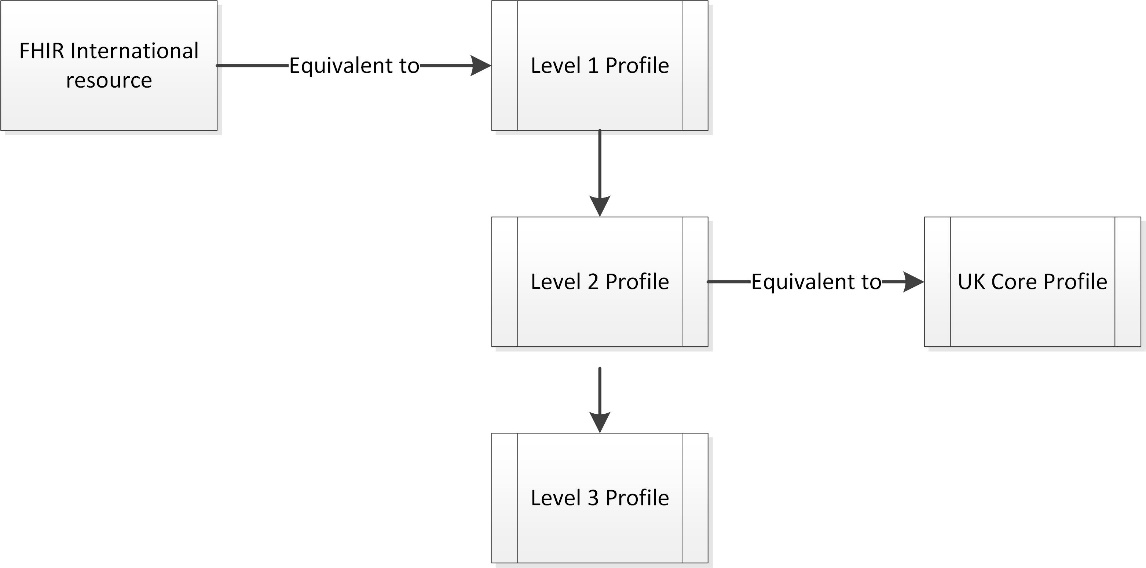 FHIR International
resource
Equivalent to
Level 1 Profile
Level 2 Profile
Equivalent to
UK Core Profile
Level 3 Profile